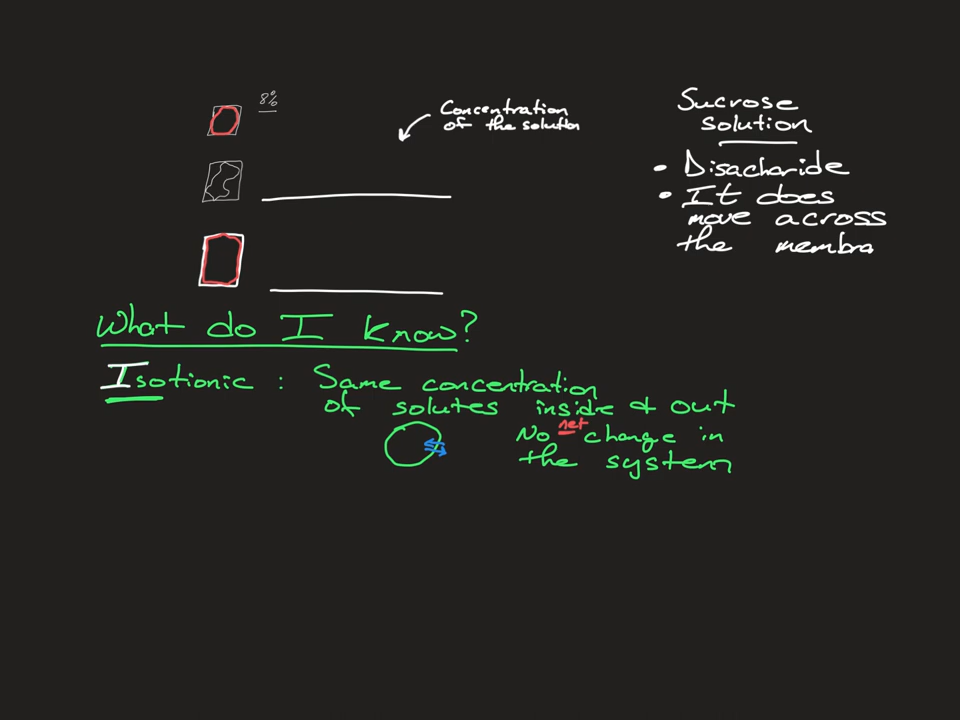 8%
Concentration
of the solution
Sucrose
solution
• Disacharide
• It does
move across
the membra
What do I know?
Isotionic : Same concentration
of solutes inside & out
No net change in
the system